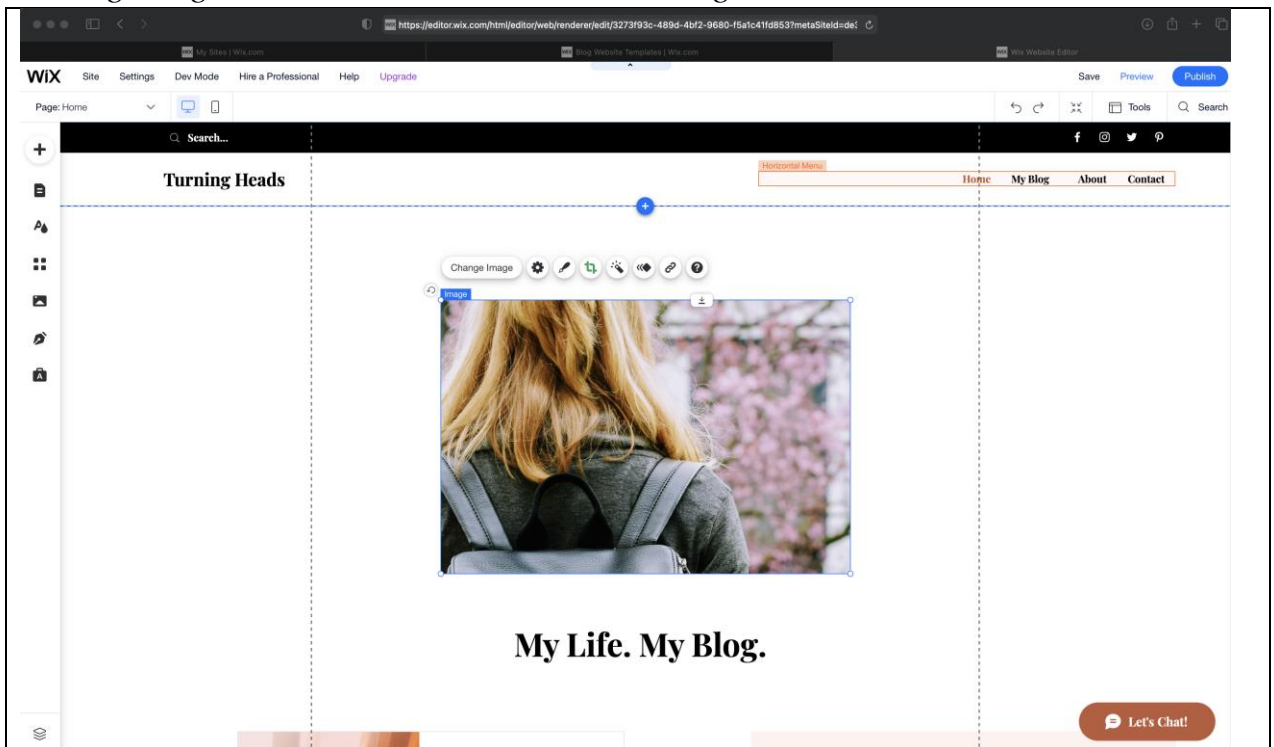 https://editor.wix.com/html/editor/web/renderer/edit/3273f93c-489d-4bf2-9680-f5a1c41fd853?metaSiteId=de
WIX My Sites | Wix.com
WIX Blog Website Templates | Wix.com
WIX Wix Website Editor
WiX Site Settings Dev Mode Hire a Professional Help Upgrade Save Preview Publish
Page: Home Tools Search
Search...
Horizontal Menu
Turning Heads Home My Blog About Contact
Change Image
Image
My Life. My Blog.
Let's Chat!